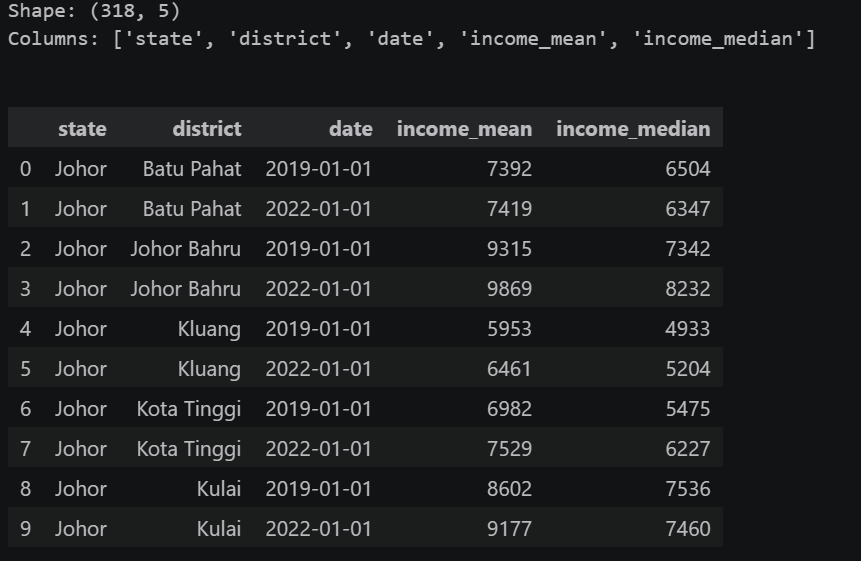 Shape: (318, 5)
Columns: ['state', 'district', 'date', 'income_mean', 'income_median']
state district date income_mean income_median
0 Johor Batu Pahat 2019-01-01 7392 6504
1 Johor Batu Pahat 2022-01-01 7419 6347
2 Johor Johor Bahru 2019-01-01 9315 7342
3 Johor Johor Bahru 2022-01-01 9869 8232
4 Johor Kluang 2019-01-01 5953 4933
5 Johor Kluang 2022-01-01 6461 5204
6 Johor Kota Tinggi 2019-01-01 6982 5475
7 Johor Kota Tinggi 2022-01-01 7529 6227
8 Johor Kulai 2019-01-01 8602 7536
9 Johor Kulai 2022-01-01 9177 7460